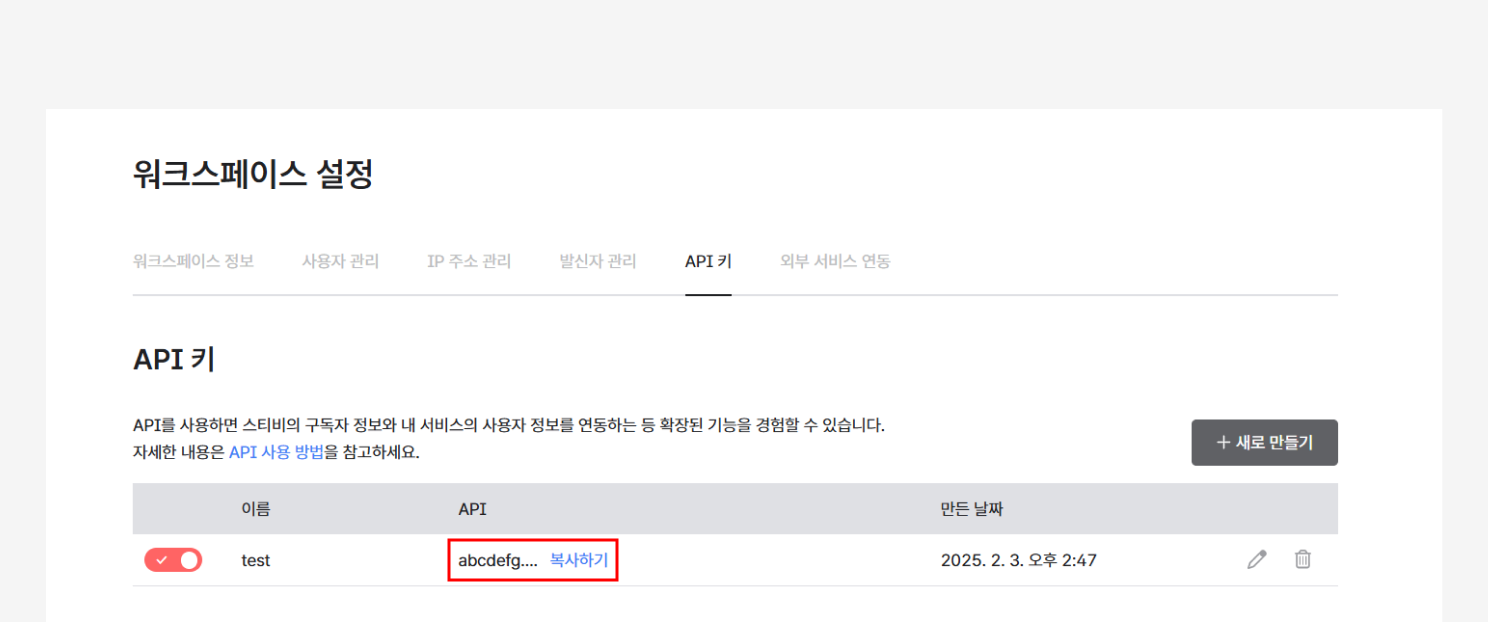 워크스페이스 설정
워크스페이스 정보 사용자 관리 IP 주소 관리 발신자 관리 API 키 외부 서비스 연동
API 키
API를 사용하면 스티비의 구독자 정보와 내 서비스의 사용자 정보를 연동하는 등 확장된 기능을 경험할 수 있습니다.
자세한 내용은 API 사용 방법을 참고하세요.
새로 만들기
이름 API 만든 날짜
test abcdefg.... 복사하기 2025. 2. 3. 오후 2:47